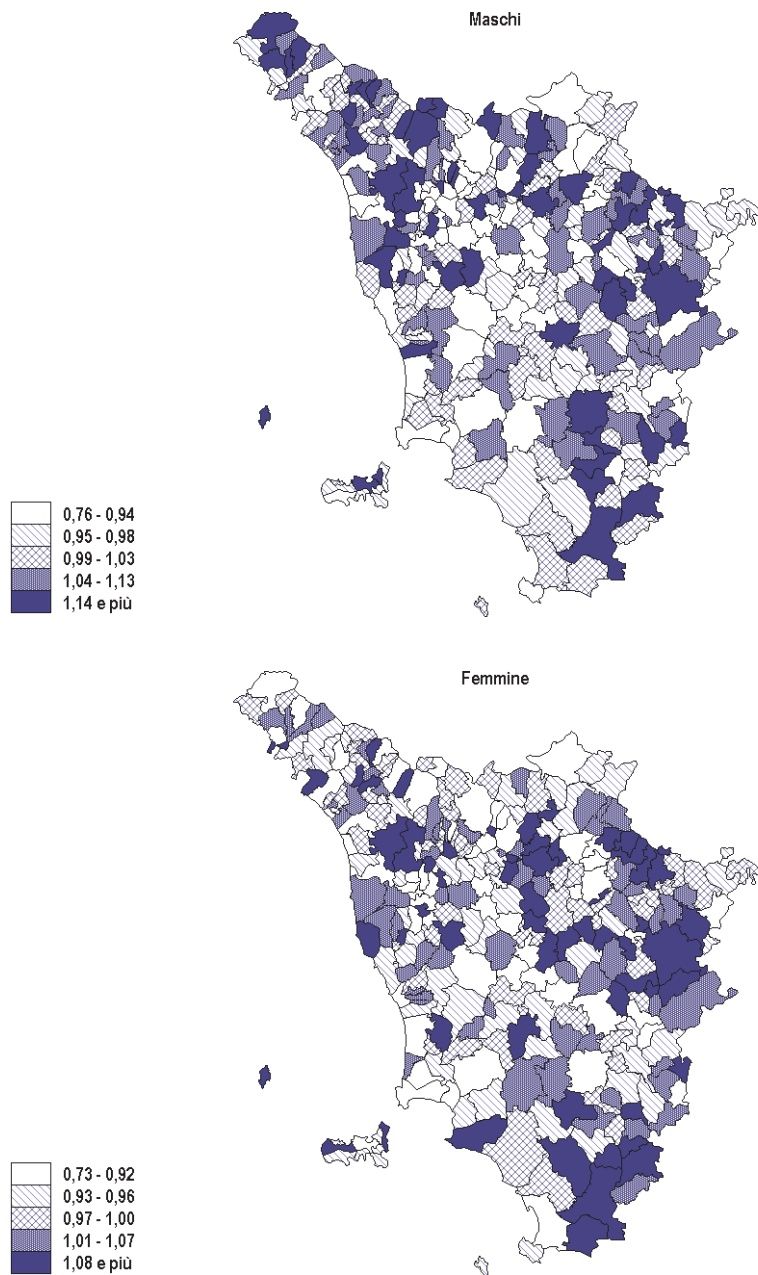 Maschi
0,76 - 0,94
0,95 - 0,98
0,99 - 1,03
1,04 - 1,13
1,14 e più
Femmine
0,73 - 0,92
0,93 - 0,96
0,97 - 1,00
1,01 - 1,07
1,08 e più